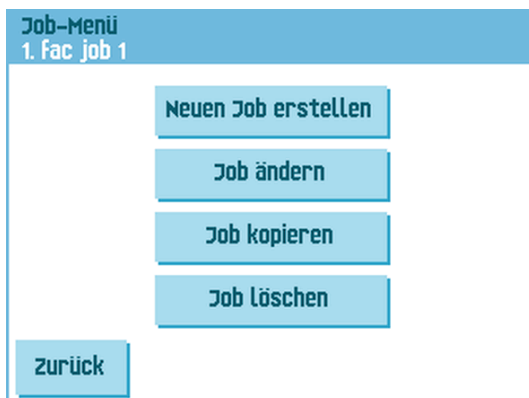 Job-Menü
1. Fac job 1
Neuen Job erstellen
Job ändern
Job kopieren
Job löschen
Zurück